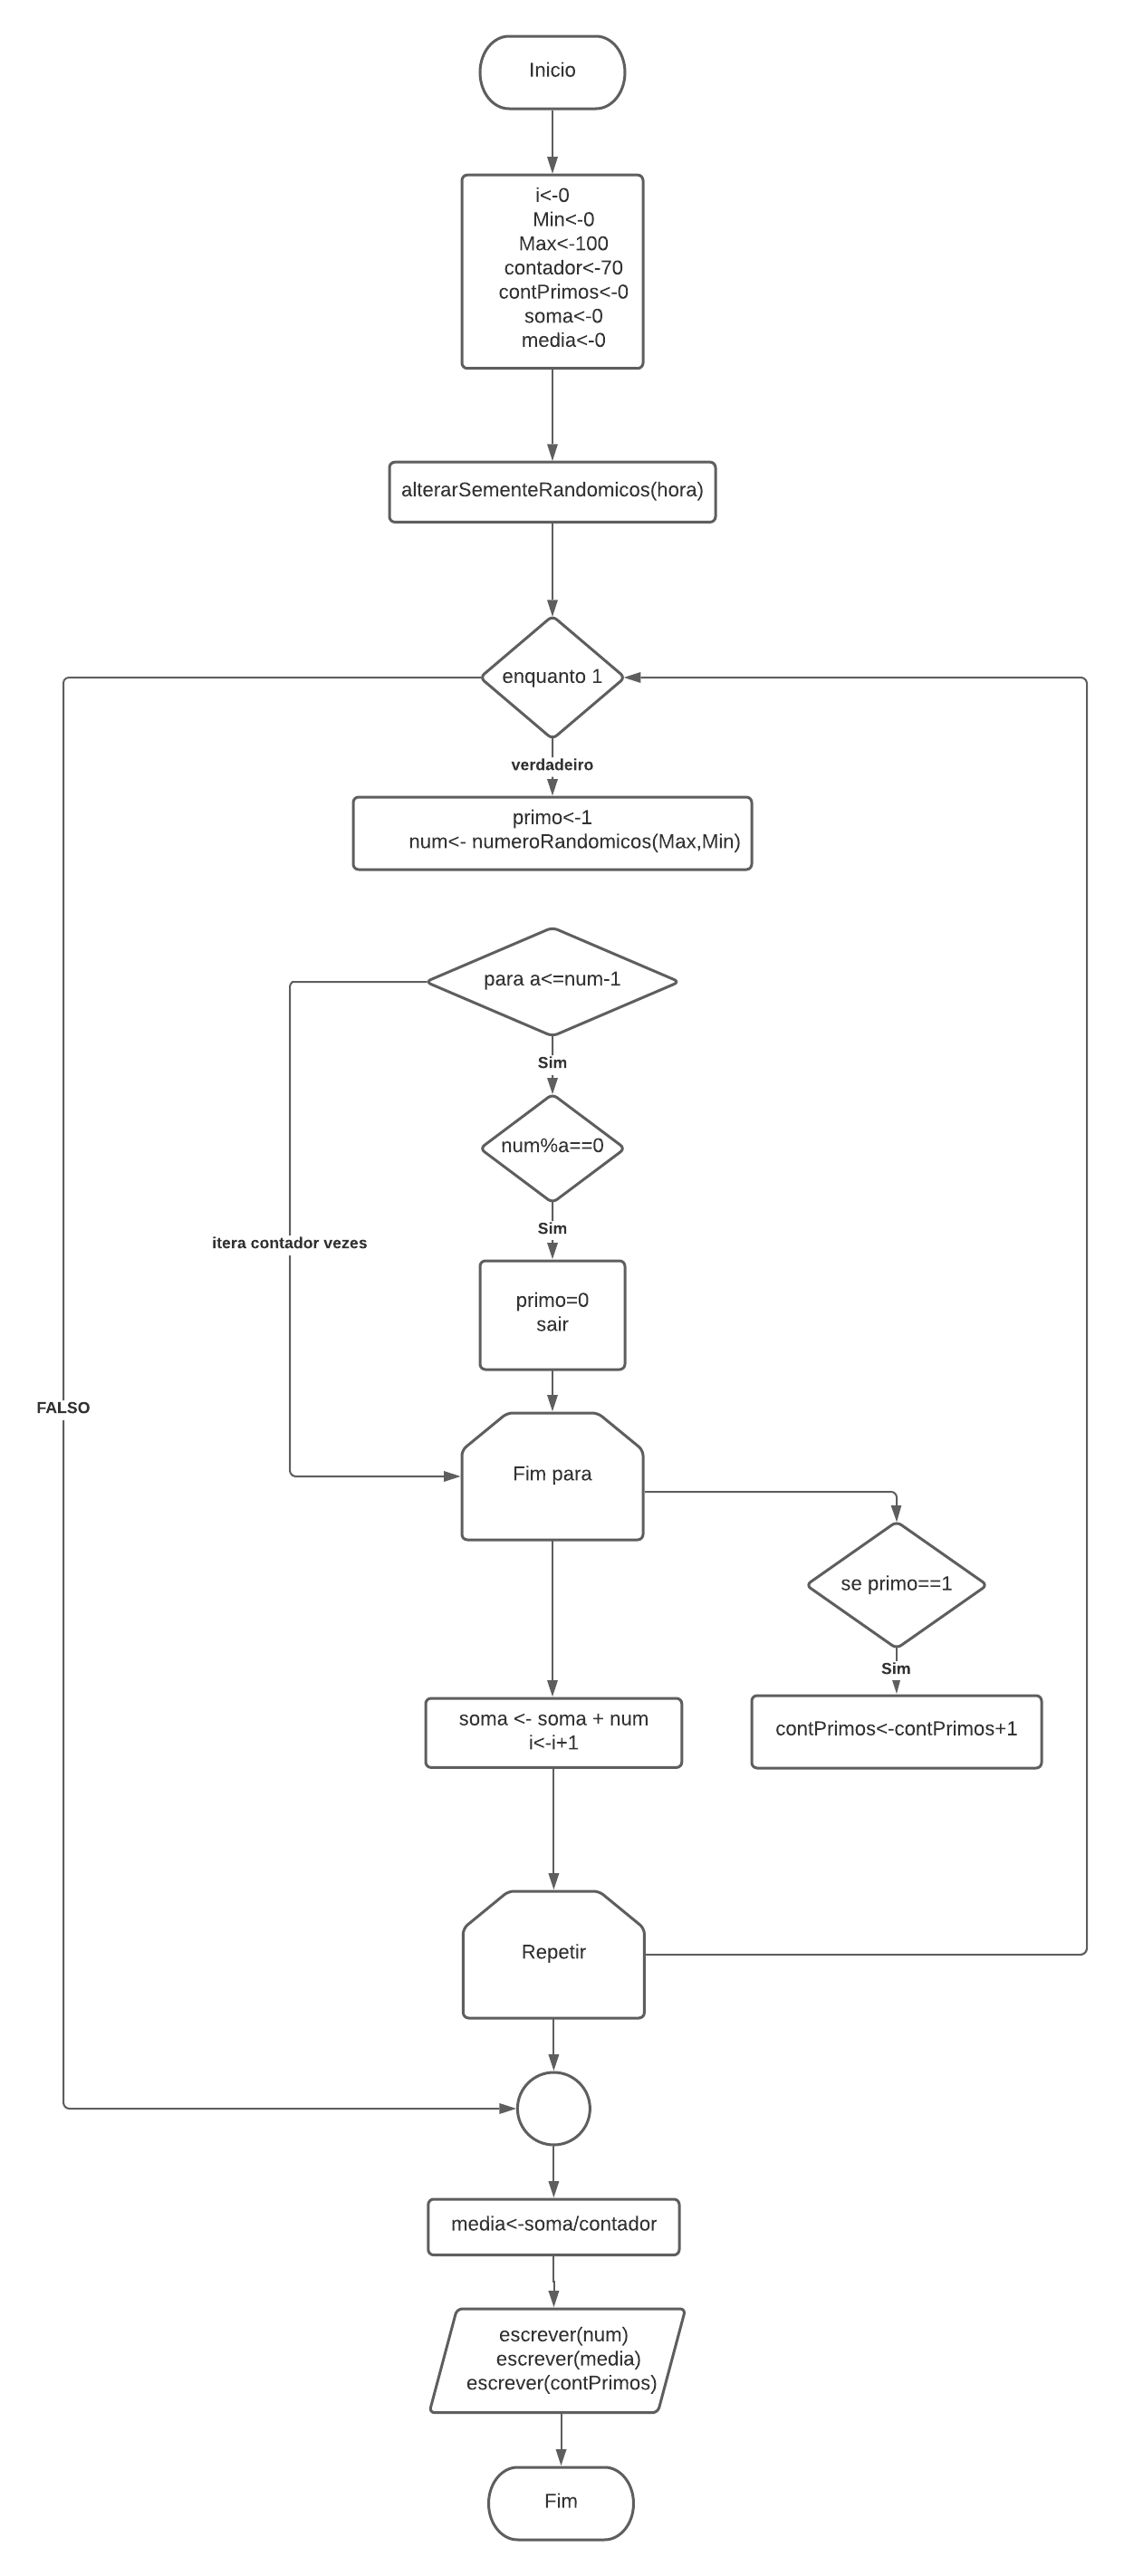 Inicio
i<-0
Min<-0
Max<-100
contador<-70
contPrimos<-0
soma<-0
media<-0
alterarSementeRandomicos(hora)
enquanto 1
verdadeiro
primo<-1
num<- numeroRandomicos(Max,Min)
para a<=num-1
Sim
num%a==0
Sim
itera contador vezes
primo=0
sair
FALSO
Fim para
se primo==1
Sim
soma <- soma + num
i<-i+1
contPrimos<-contPrimos+1
Repetir
media<-soma/contador
escrever(num)
escrever(media)
escrever(contPrimos)
Fim